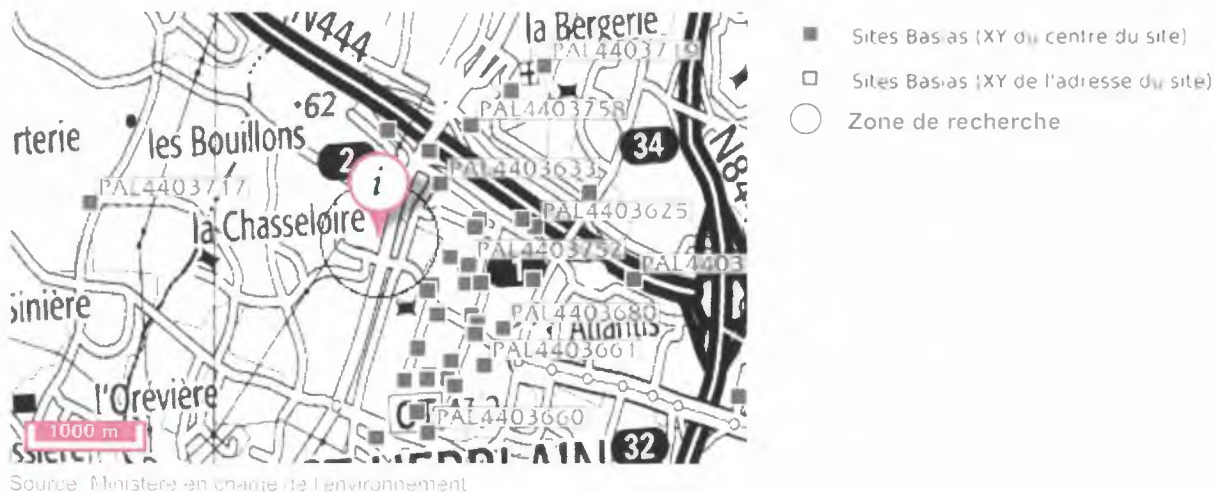 N444
la Bergerie
PAL4403719
PAL4403758
•62
rterie
les Bouillons
2
34
N844
PAL4403633
i
PAL4403717
PAL4403625
la Chasseloire
PAL4403752
PAL4403
Sinière
PAL4403680
Atlantis
PAL4403661
l'Orévière
PAL4403660
1000 m
32
Sites Basias (XY du centre du site)
Sites Basias (XY de l'adresse du site)
Zone de recherche
Source: Ministère en charge de l'environnement